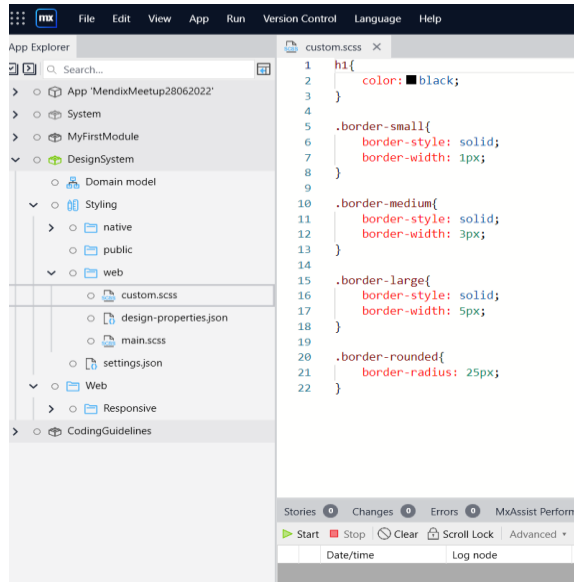 mx File Edit View App Run Version Control Language Help
App Explorer
custom.scss
Search...
App 'MendixMeetup28062022'
System
MyFirstModule
DesignSystem
Domain model
Styling
native
public
web
custom.scss
design-properties.json
main.scss
settings.json
Web
Responsive
CodingGuidelines
1 h1{
2 color: black;
3 }
4
5 .border-small{
6 border-style: solid;
7 border-width: 1px;
8 }
9
10 .border-medium{
11 border-style: solid;
12 border-width: 3px;
13 }
14
15 .border-large{
16 border-style: solid;
17 border-width: 5px;
18 }
19
20 .border-rounded{
21 border-radius: 25px;
22 }
Stories 0 Changes 0 Errors 0 MxAssist Perform
Start Stop Clear Scroll Lock Advanced
Date/time Log node